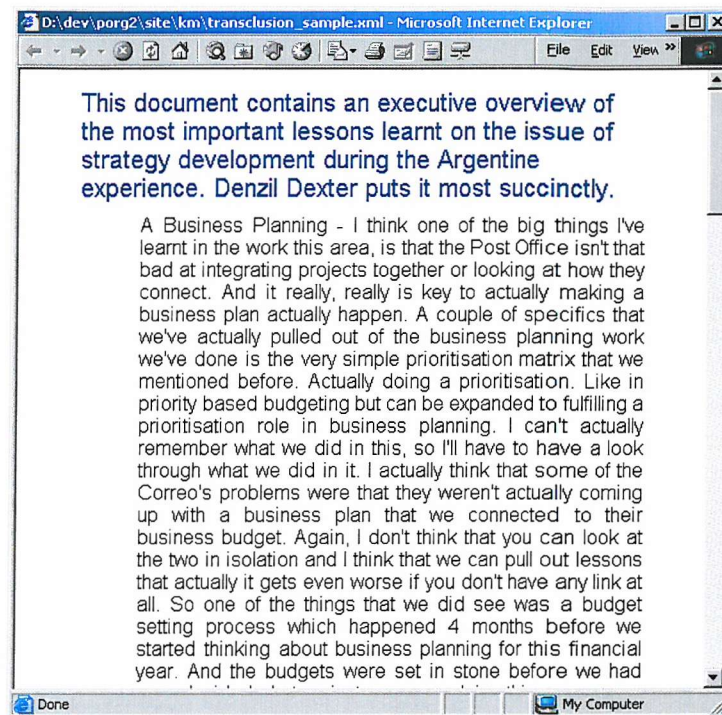 D:\dev\porg2\site\km\transclusion_sample.xml - Microsoft Internet Explorer
File Edit View »
This document contains an executive overview of
the most important lessons learnt on the issue of
strategy development during the Argentine
experience. Denzil Dexter puts it most succinctly.
A Business Planning - I think one of the big things I've
learnt in the work this area, is that the Post Office isn't that
bad at integrating projects together or looking at how they
connect. And it really, really is key to actually making a
business plan actually happen. A couple of specifics that
we've actually pulled out of the business planning work
we've done is the very simple prioritisation matrix that we
mentioned before. Actually doing a prioritisation. Like in
priority based budgeting but can be expanded to fulfilling a
prioritisation role in business planning. I can't actually
remember what we did in this, so I'll have to have a look
through what we did in it. I actually think that some of the
Correo's problems were that they weren't actually coming
up with a business plan that we connected to their
business budget. Again, I don't think that you can look at
the two in isolation and I think that we can pull out lessons
that actually it gets even worse if you don't have any link at
all. So one of the things that we did see was a budget
setting process which happened 4 months before we
started thinking about business planning for this financial
year. And the budgets were set in stone before we had
Done
My Computer